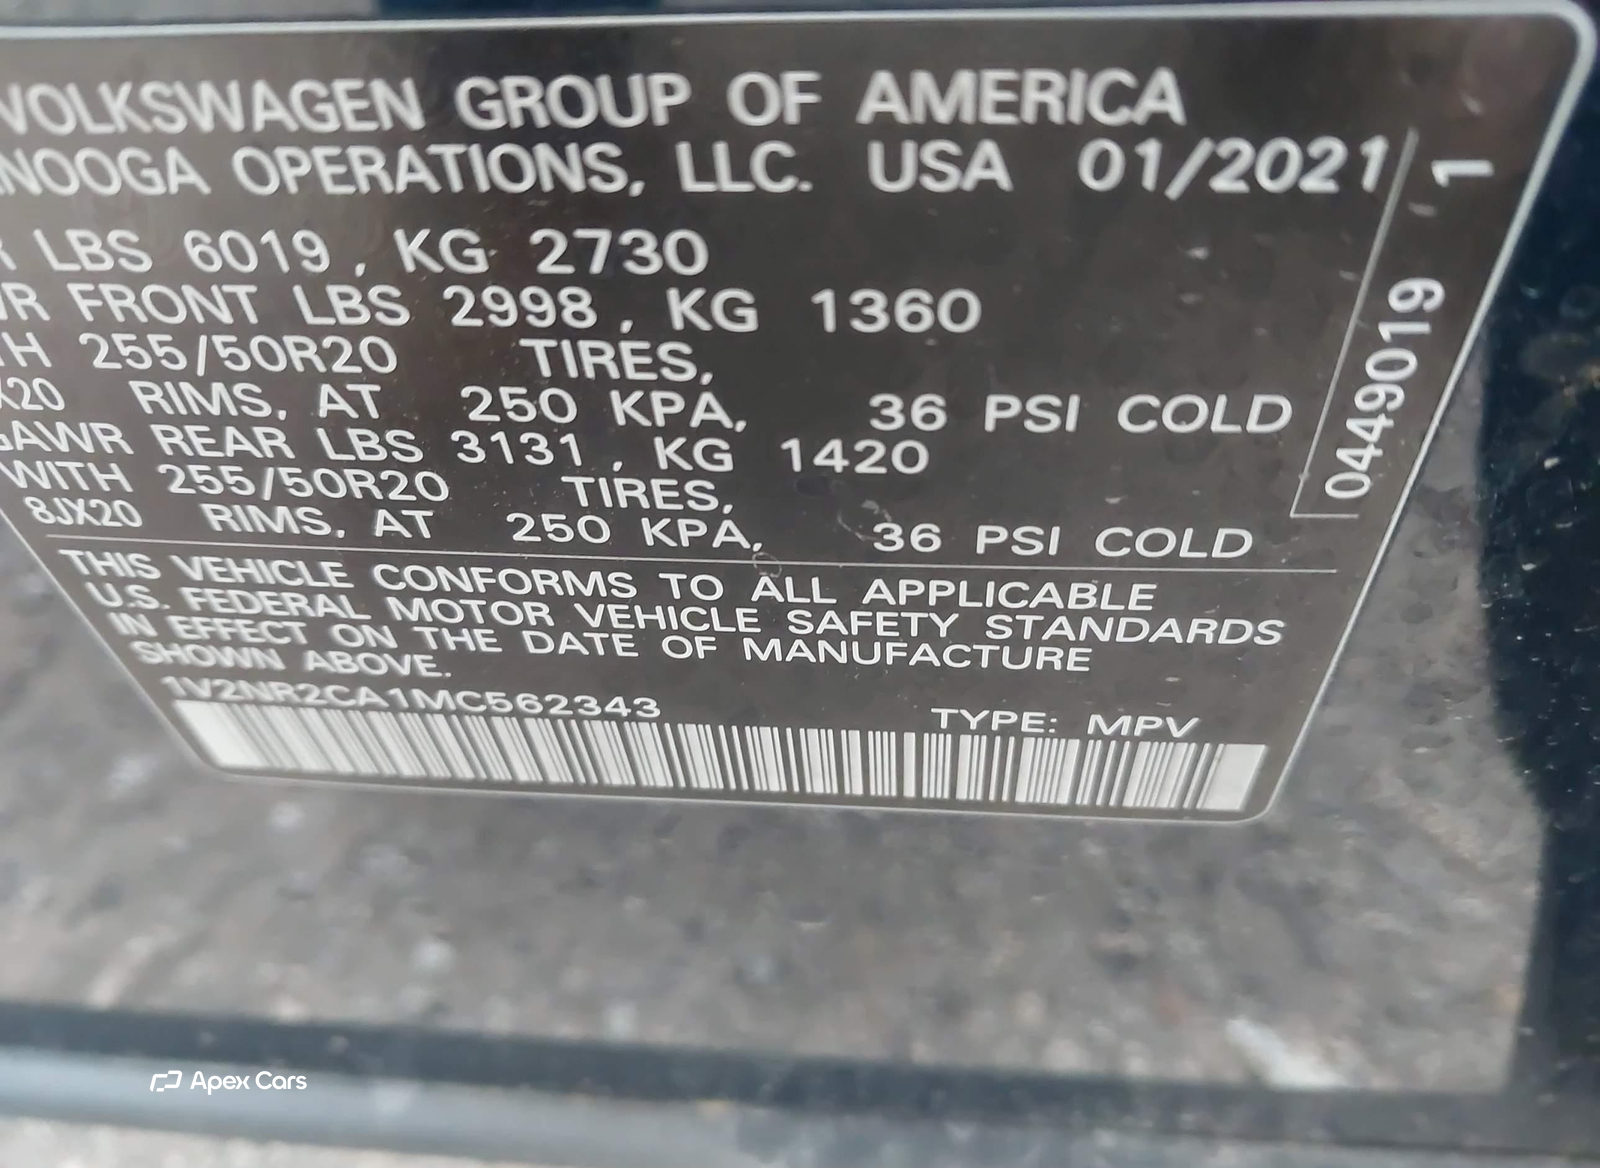 VOLKSWAGEN GROUP OF AMERICA
NOOGA OPERATIONS, LLC. USA 01/2021
R LBS 6019, KG 2730
WR FRONT LBS 2998, KG 1360
TH 255/50R20 TIRES,
X20 RIMS, AT 250 KPA, 36 PSI COLD
GAWR REAR LBS 3131, KG 1420
WITH 255/50R20 TIRES,
8JX20 RIMS, AT 250 KPA, 36 PSI COLD
THIS VEHICLE CONFORMS TO ALL APPLICABLE
U.S. FEDERAL MOTOR VEHICLE SAFETY STANDARDS
IN EFFECT ON THE DATE OF MANUFACTURE
SHOWN ABOVE.
1V2NR2CA1MC562343 TYPE: MPV
0449019 1
Apex Cars